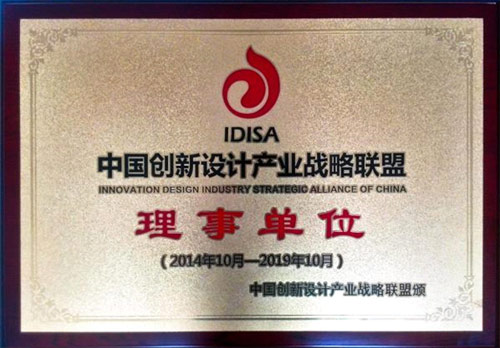 IDISA
中国创新设计产业战略联盟
INNOVATION DESIGN INDUSTRY STRATEGIC ALLIANCE OF CHINA
理事单位
（2014年10月—2019年10月）
中国创新设计产业战略联盟颁